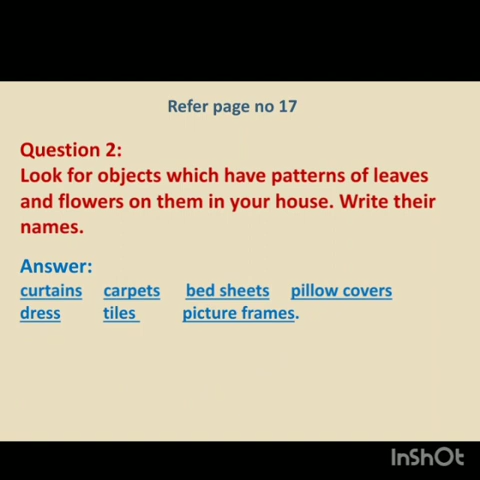 Refer page no 17
Question 2:
Look for objects which have patterns of leaves
and flowers on them in your house. Write their
names.
Answer:
curtains carpets bed sheets pillow covers
dress tiles picture frames.
InShOt